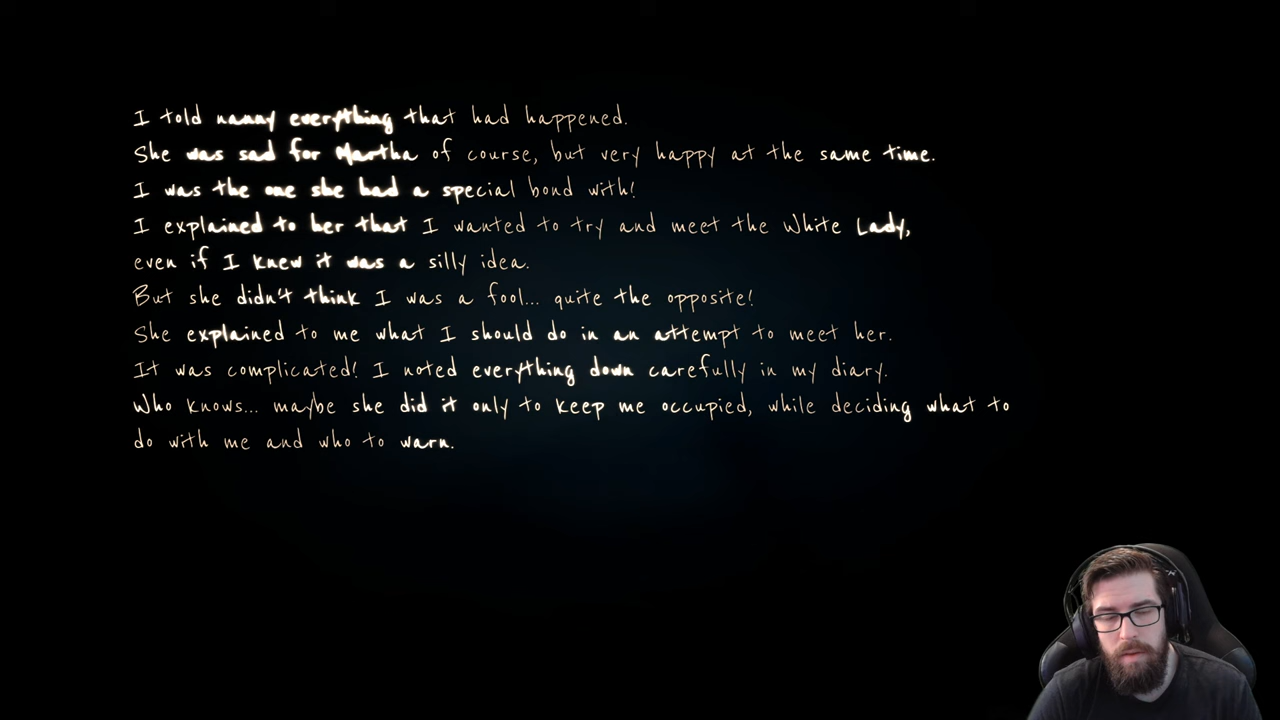 I told nanny everything that had happened.
She was sad for Martha of course, but very happy at the same time.
I was the one she had a special bond with!
I explained to her that I wanted to try and meet the White Lady,
even if I knew it was a silly idea.
But she didn't think I was a fool... quite the opposite!
She explained to me what I should do in an attempt to meet her.
It was complicated! I noted everything down carefully in my diary.
Who knows... maybe she did it only to keep me occupied, while deciding what to
do with me and who to warn.